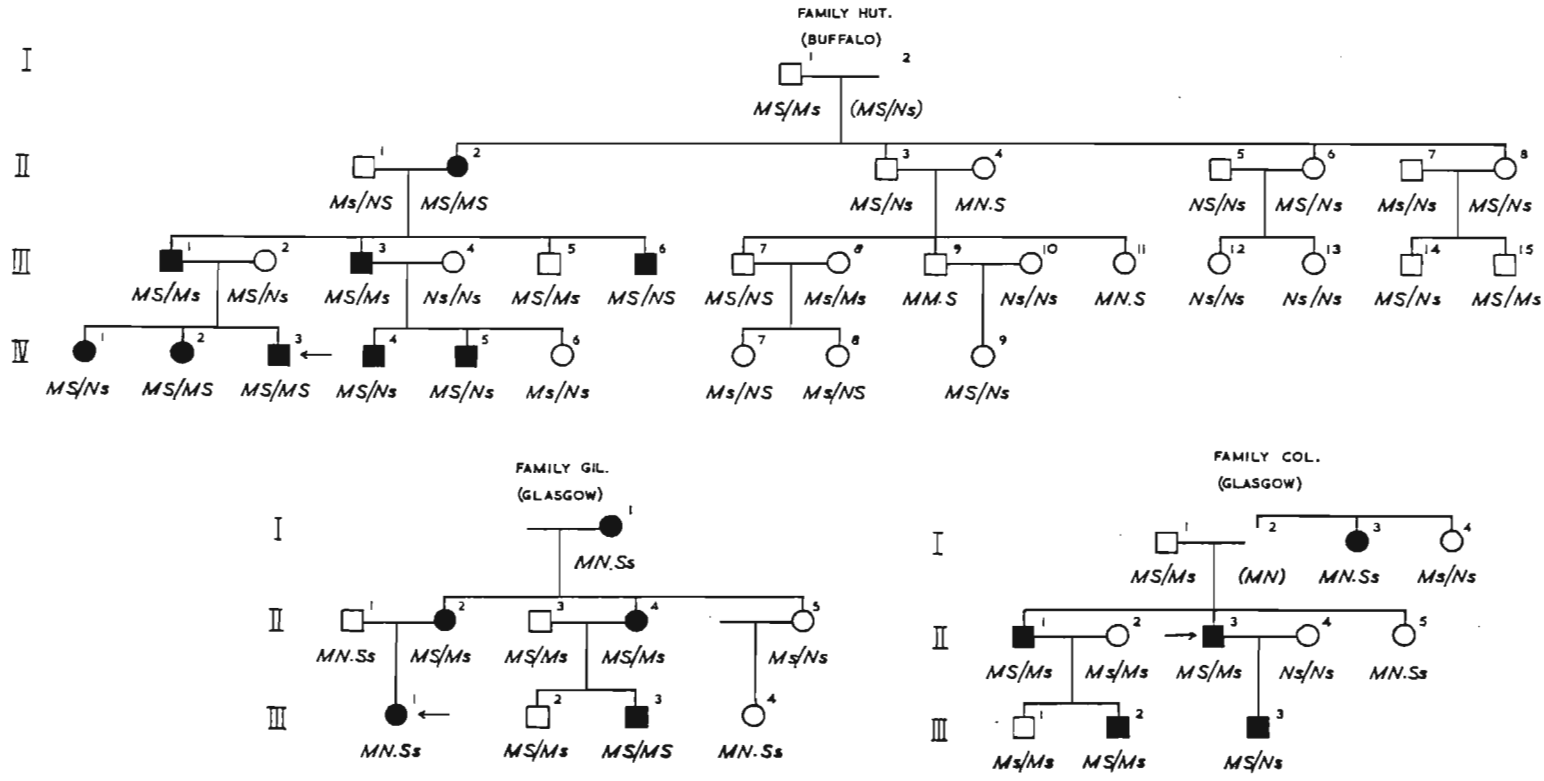 FAMILY HUT.
(BUFFALO)
I
1 2
MS/Ms (MS/Ns)
II
1 2 3 4 5 6 7 8
Ms/NS MS/MS MS/Ns MN.S NS/Ns MS/Ns Ms/Ns MS/Ns
III
1 2 3 4 5 6 7 8 9 10 11 12 13 14 15
MS/Ms MS/Ns MS/Ms Ns/Ns MS/Ms MS/NS MS/NS Ms/Ms MM.S Ns/Ns MN.S Ns/Ns Ns/Ns MS/Ns MS/Ms
IV
1 2 3 4 5 6 7 8 9
MS/Ns MS/MS MS/MS MS/Ns MS/Ns Ms/Ns Ms/NS Ms/NS MS/Ns
FAMILY GIL.
(GLASGOW)
I
1
MN.Ss
II
1 2 3 4 5
MN.Ss MS/Ms MS/Ms MS/Ms Ms/Ns
III
1 2 3 4
MN.Ss MS/Ms MS/MS MN.Ss
FAMILY COL.
(GLASGOW)
I
1 2 3 4
MS/Ms (MN) MN.Ss Ms/Ns
II
1 2 3 4 5
MS/Ms Ms/Ms MS/Ms Ns/Ns MN.Ss
III
1 2 3
Ms/Ms MS/Ms MS/Ns